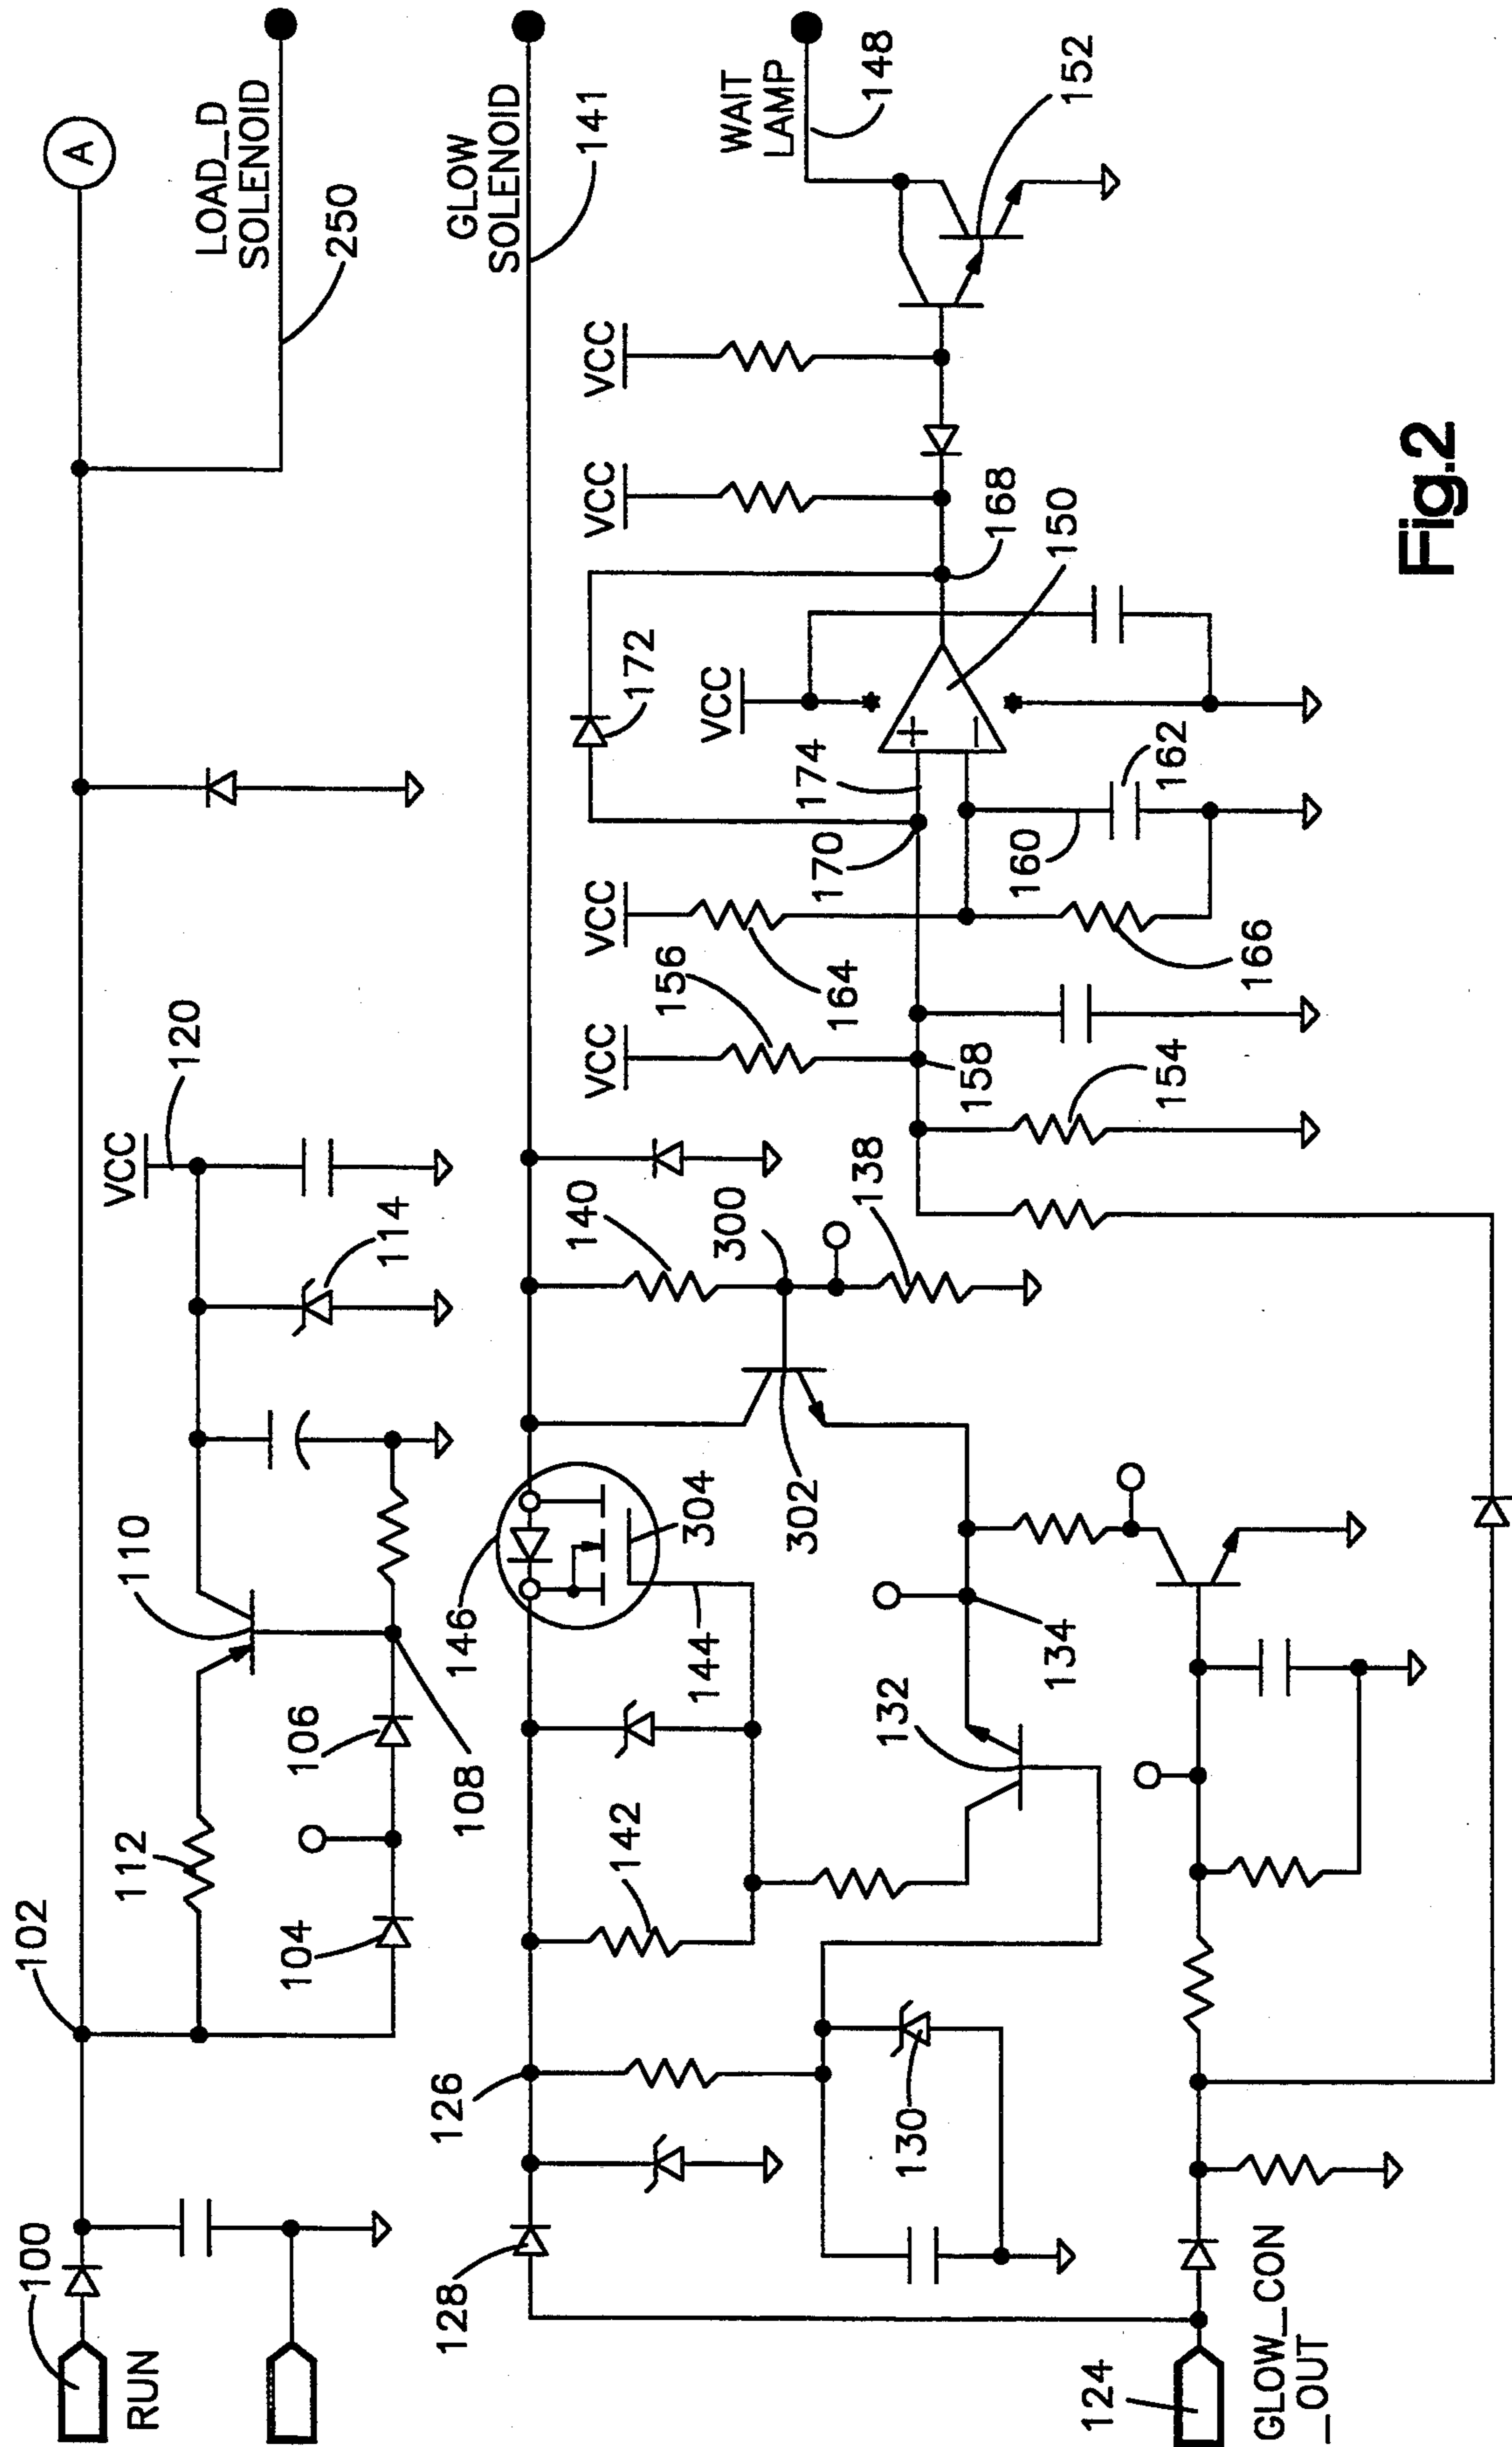 A
LOAD_D
SOLENOID
250
GLOW
SOLENOID
141
WAIT
LAMP
148
152
VCC
VCC
168
150
172
VCC
+
−
174
170
160
162
VCC
164
166
156
VCC
158
154
VCC
120
114
140
300
138
302
110
146
304
144
134
132
106
108
112
142
104
102
126
130
128
100
RUN
124
GLOW_CON
_OUT
Fig.2